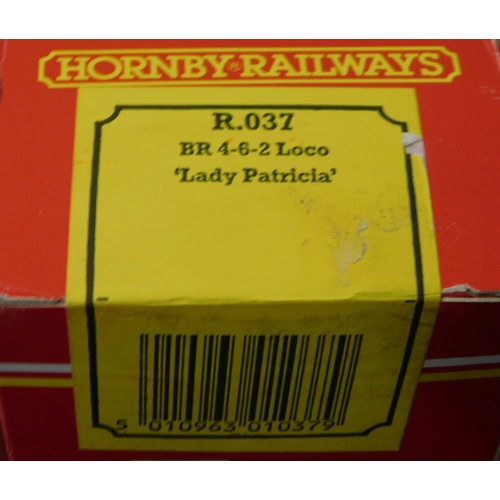 HORNBY® RAILWAYS
R.037
BR 4-6-2 Loco
'Lady Patricia'
5 010963 010379